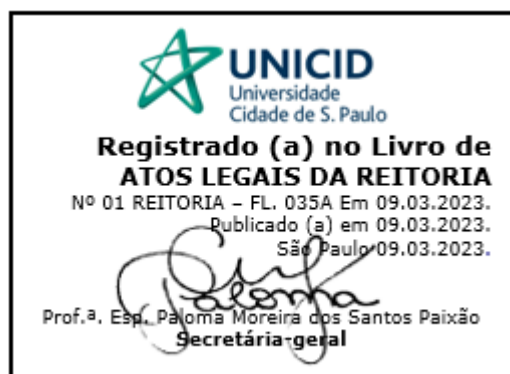 UNICID
Universidade
Cidade de S. Paulo
Registrado (a) no Livro de
ATOS LEGAIS DA REITORIA
Nº 01 REITORIA – FL. 035A Em 09.03.2023.
Publicado (a) em 09.03.2023.
São Paulo 09.03.2023.
Paloma
Prof.ª. Esp. Paloma Moreira dos Santos Paixão
Secretária-geral